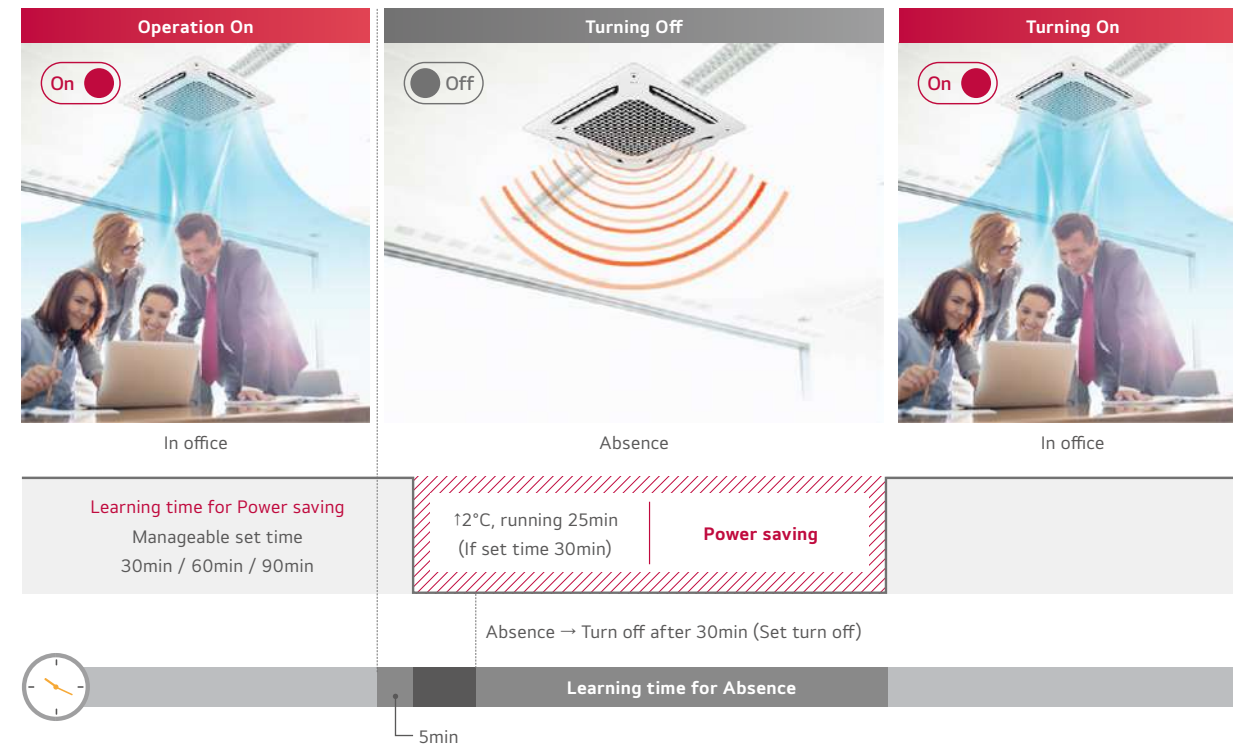 Operation On
Turning Off
Turning On
On
Off
On
In office
Absence
In office
Learning time for Power saving
Manageable set time
30min / 60min / 90min
↑2°C, running 25min
(If set time 30min)
Power saving
Absence → Turn off after 30min (Set turn off)
Learning time for Absence
5min